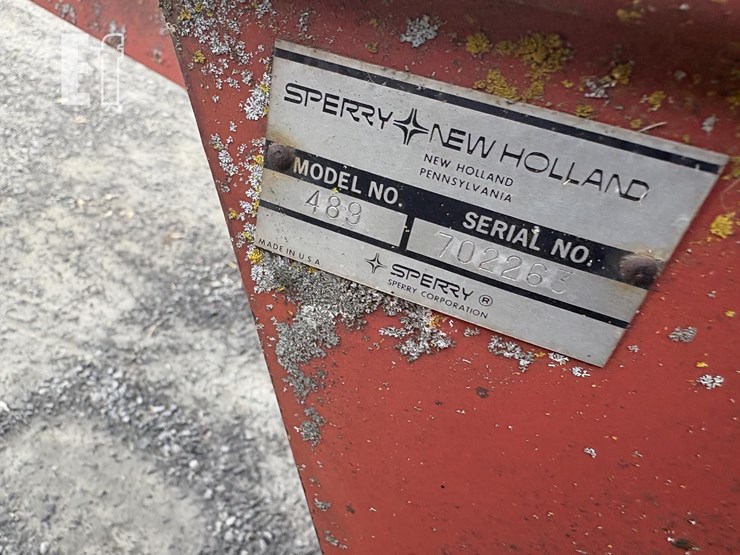 SPERRY NEW HOLLAND
NEW HOLLAND
PENNSYLVANIA
MODEL NO. SERIAL NO.
489 702263
MADE IN U.S.A.
SPERRY ®
SPERRY CORPORATION